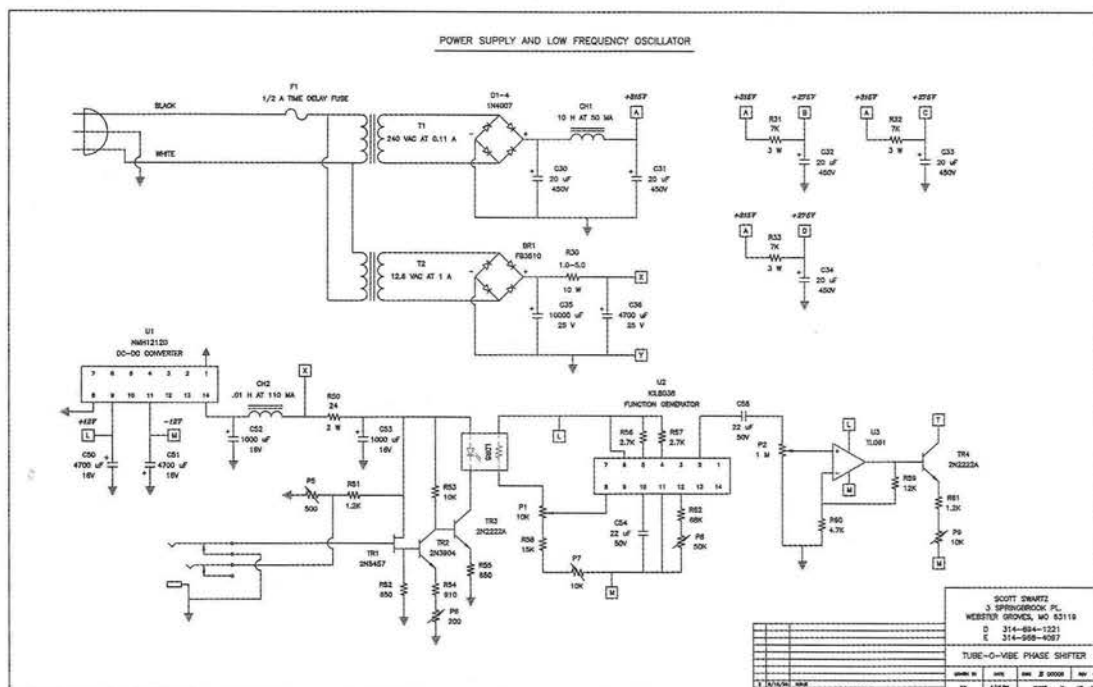 POWER SUPPLY AND LOW FREQUENCY OSCILLATOR
F1
1/2 A TIME DELAY FUSE
BLACK
WHITE
T1
240 VAC AT 0.11 A
D1-4
1N4007
CH1
10 H AT 50 MA
+315V
A
C30
20 uF
450V
C31
20 uF
450V
+315V
A
+275V
B
R31
7K
3 W
C32
20 uF
450V
+315V
A
+275V
C
R32
7K
3 W
C33
20 uF
450V
+315V
A
+275V
D
R33
7K
3 W
C34
20 uF
450V
T2
12.6 VAC AT 1 A
BR1
R30
1.0-5.0
10 W
X
C35
10000 uF
25 V
C36
4700 uF
25 V
Y
U1
NMH1212D
DC-DC CONVERTER
7 6 5 4 3 2 1
8 9 10 11 12 13 14
+12V
L
-12V
M
C50
4700 uF
16V
C51
4700 uF
16V
CH2
.01 H AT 110 MA
X
R50
24
2 W
C52
1000 uF
16V
C53
1000 uF
16V
P5
500
R51
1.2K
R53
10K
TR1
2N5457
R52
TR2
2N3904
R54
910
P6
200
TR3
2N2222A
R55
L
U2
FUNCTION GENERATOR
R56
2.7K
R57
2.7K
7 6 5 4 3 2 1
8 9 10 11 12 13 14
P1
10K
R58
15K
P7
10K
C54
22 uF
50V
R62
68K
P8
50K
M
22 uF
50V
P2
1 M
L
U3
TL081
M
R59
12K
R60
4.7K
T
TR4
2N2222A
R61
1.2K
P9
10K
M
SCOTT SWARTZ
3 SPRINGBROOK PL.
WEBSTER GROVES, MO 63119
D 314-694-1221
E 314-968-4097
TUBE-O-VIBE PHASE SHIFTER
DATE
REV